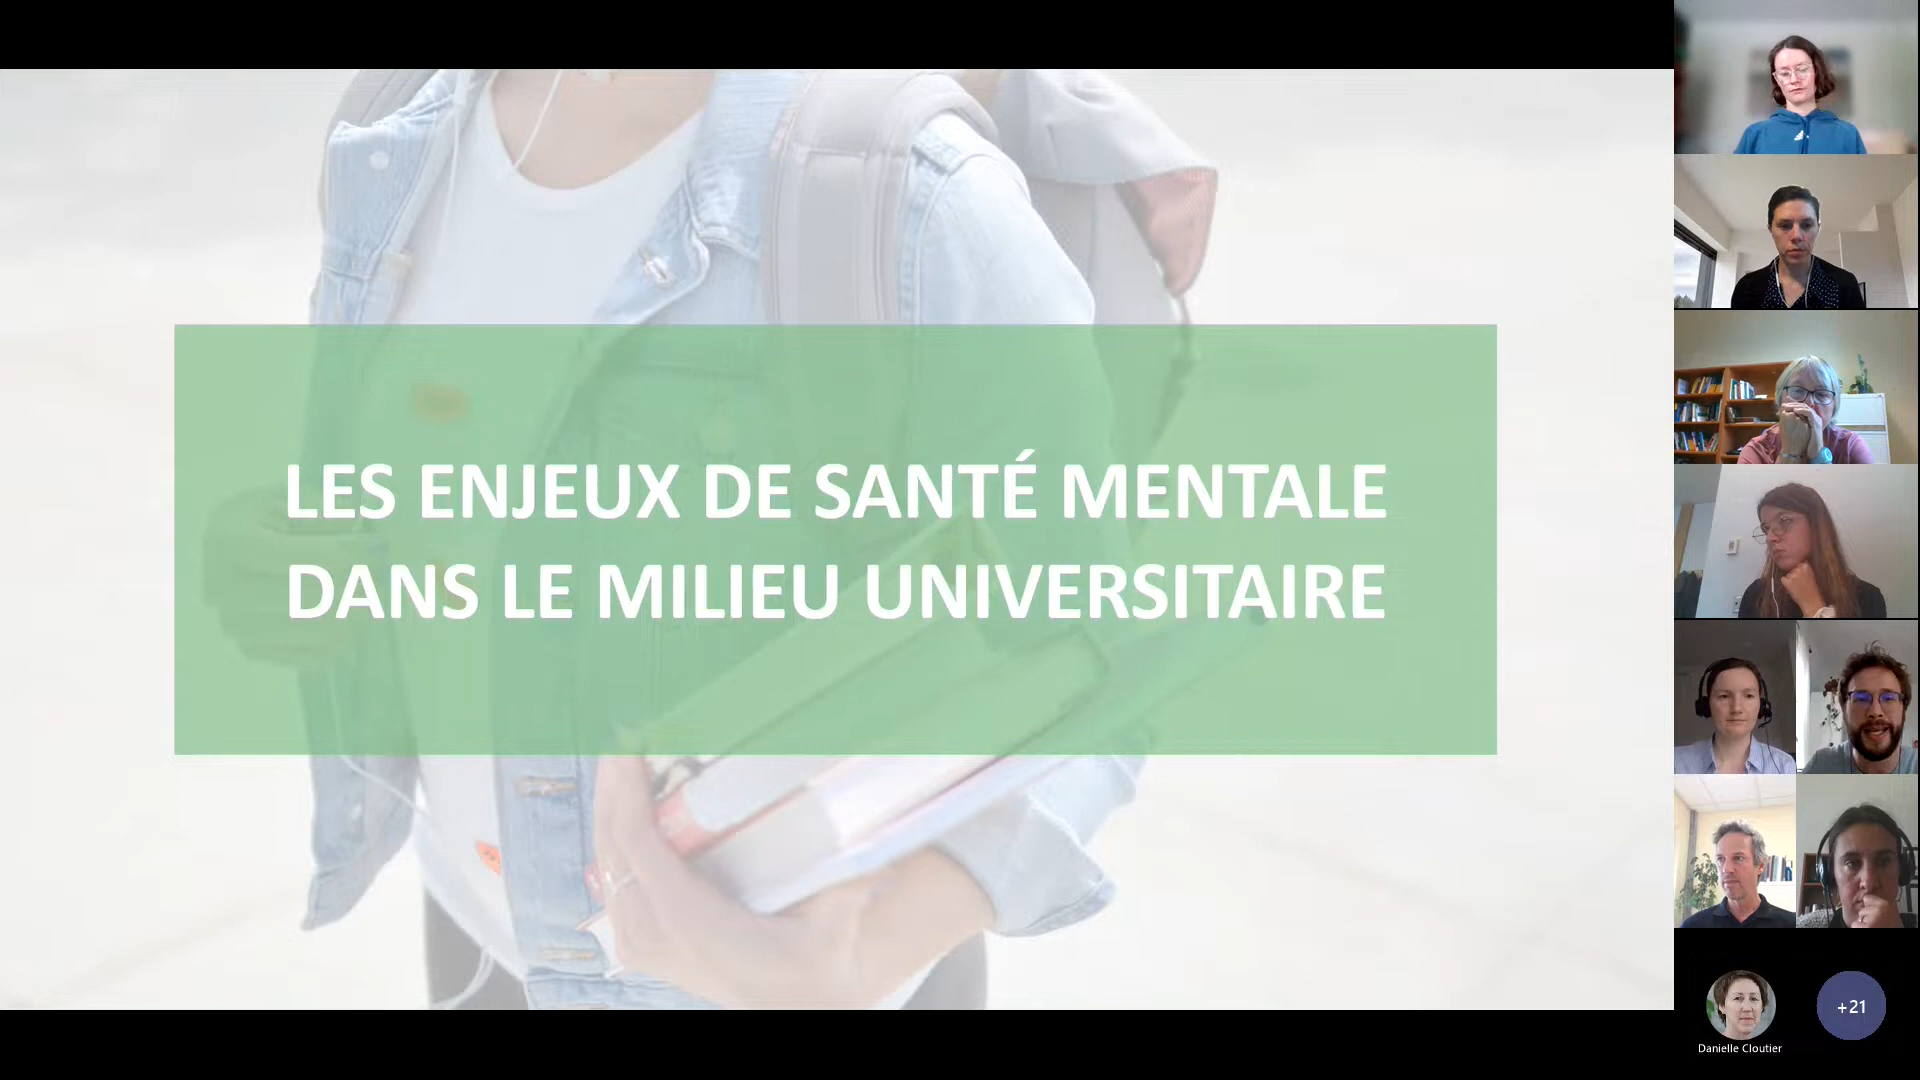 LES ENJEUX DE SANTÉ MENTALE
DANS LE MILIEU UNIVERSITAIRE
Danielle Cloutier
+21